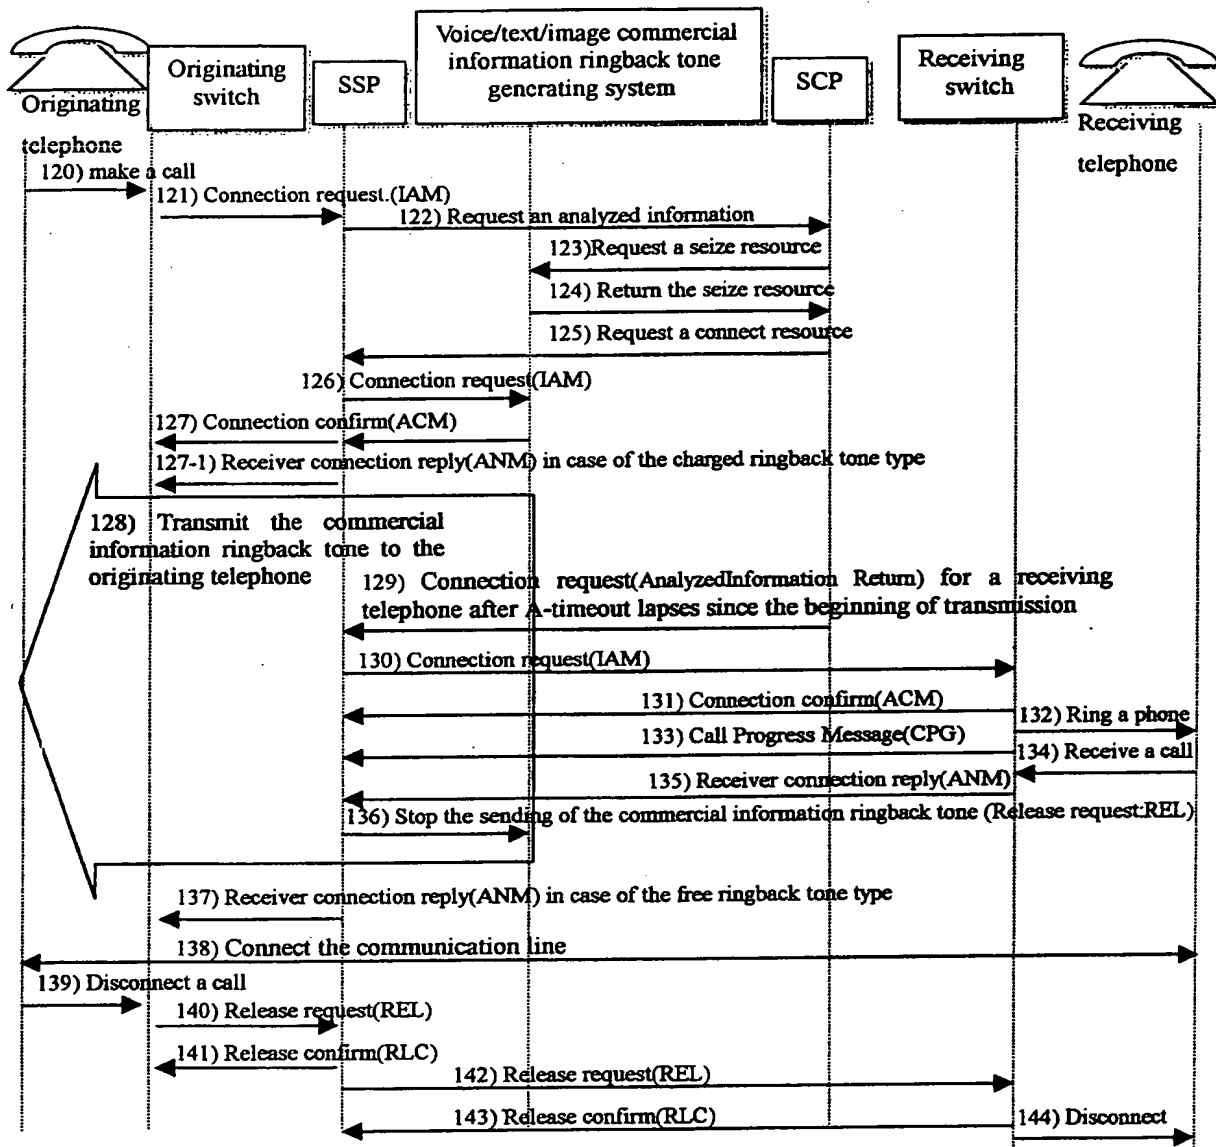 Originating
telephone
Originating
switch
SSP
Voice/text/image commercial
information ringback tone
generating system
SCP
Receiving
switch
Receiving
telephone
120) make a call
121) Connection request.(IAM)
122) Request an analyzed information
123)Request a seize resource
124) Return the seize resource
125) Request a connect resource
126) Connection request(IAM)
127) Connection confirm(ACM)
127-1) Receiver connection reply(ANM) in case of the charged ringback tone type
128) Transmit the commercial
information ringback tone to the
originating telephone
129) Connection request(AnalyzedInformation Return) for a receiving
telephone after A-timeout lapses since the beginning of transmission
130) Connection request(IAM)
131) Connection confirm(ACM)
132) Ring a phone
133) Call Progress Message(CPG)
134) Receive a call
135) Receiver connection reply(ANM)
136) Stop the sending of the commercial information ringback tone (Release request:REL)
137) Receiver connection reply(ANM) in case of the free ringback tone type
138) Connect the communication line
139) Disconnect a call
140) Release request(REL)
141) Release confirm(RLC)
142) Release request(REL)
143) Release confirm(RLC)
144) Disconnect